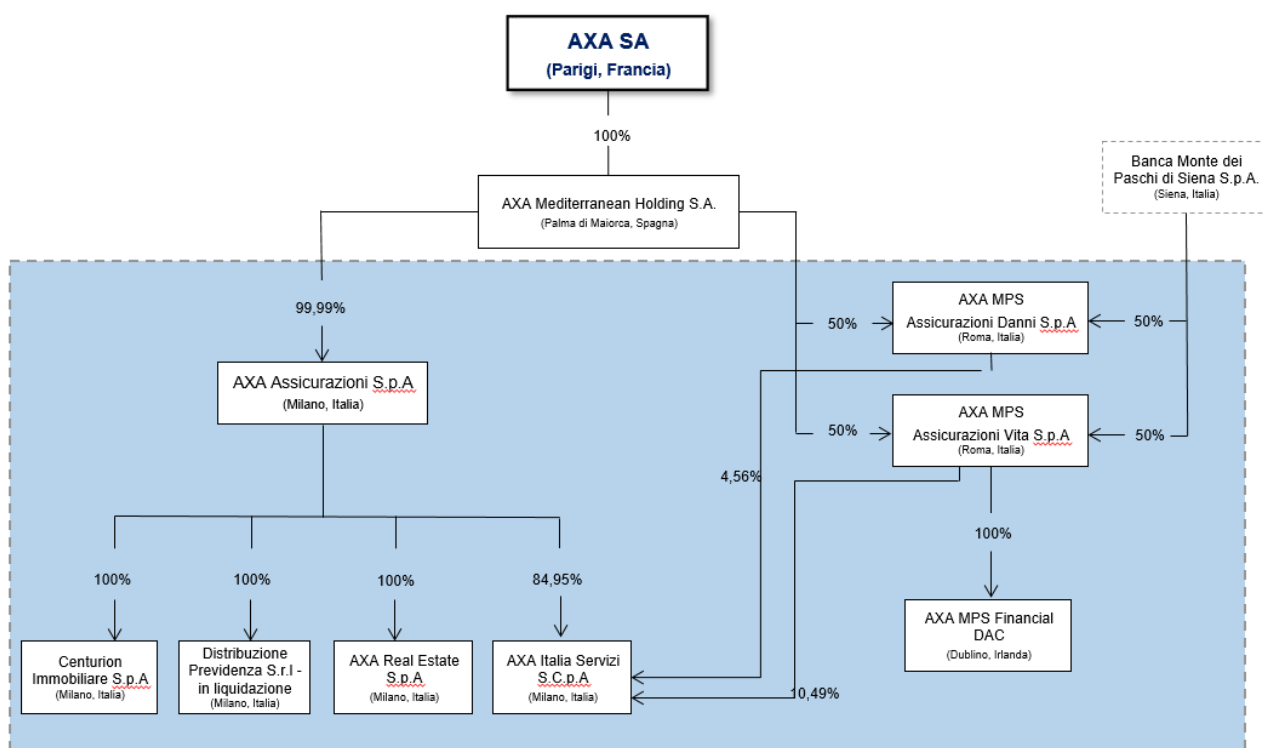 AXA SA
(Parigi, Francia)
100%
Banca Monte dei
Paschi di Siena S.p.A.
(Siena, Italia)
AXA Mediterranean Holding S.A.
(Palma di Maiorca, Spagna)
99,99%
AXA MPS
Assicurazioni Danni S.p.A
(Roma, Italia)
50%
50%
AXA Assicurazioni S.p.A
(Milano, Italia)
AXA MPS
Assicurazioni Vita S.p.A
(Roma, Italia)
50%
50%
4,56%
100%
100%
100%
100%
84,95%
Centurion
Immobiliare S.p.A
(Milano, Italia)
Distribuzione
Previdenza S.r.l -
in liquidazione
(Milano, Italia)
AXA Real Estate
S.p.A
(Milano, Italia)
AXA Italia Servizi
S.C.p.A
(Milano, Italia)
AXA MPS Financial
DAC
(Dublino, Irlanda)
10,49%